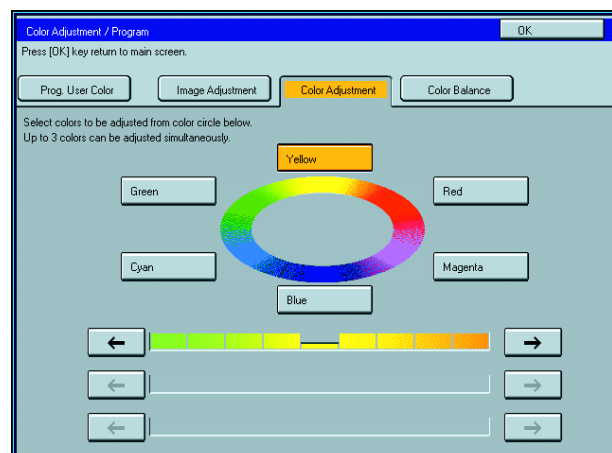 Color Adjustment / Program
OK
Press [OK] key return to main screen.
Prog. User Color
Image Adjustment
Color Adjustment
Color Balance
Select colors to be adjusted from color circle below.
Up to 3 colors can be adjusted simultaneously.
Yellow
Green
Red
Cyan
Magenta
Blue